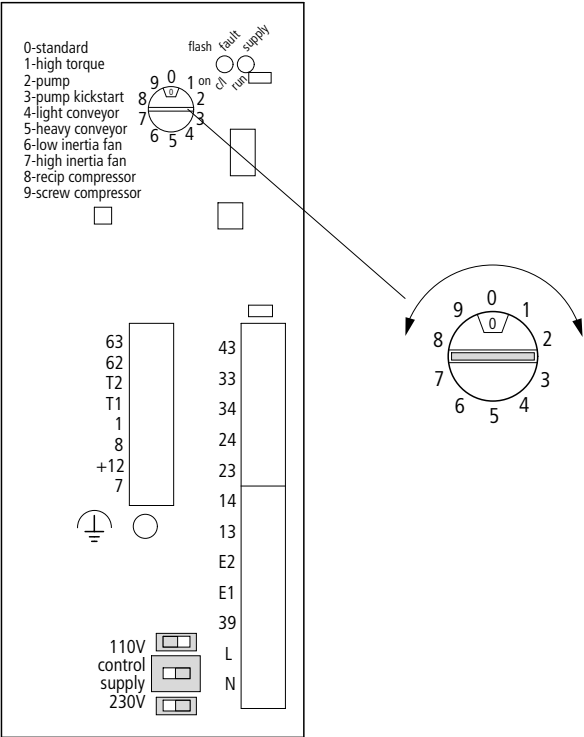 0-standard
1-high torque
2-pump
3-pump kickstart
4-light conveyor
5-heavy conveyor
6-low inertia fan
7-high inertia fan
8-recip compressor
9-screw compressor
flash fault supply
on c/l run
0
1
2
3
4
5
6
7
8
9
0
0
1
2
3
4
5
6
7
8
9
0
63
62
T2
T1
1
8
+12
7
43
33
34
24
23
14
13
E2
E1
39
L
N
110V
control
supply
230V